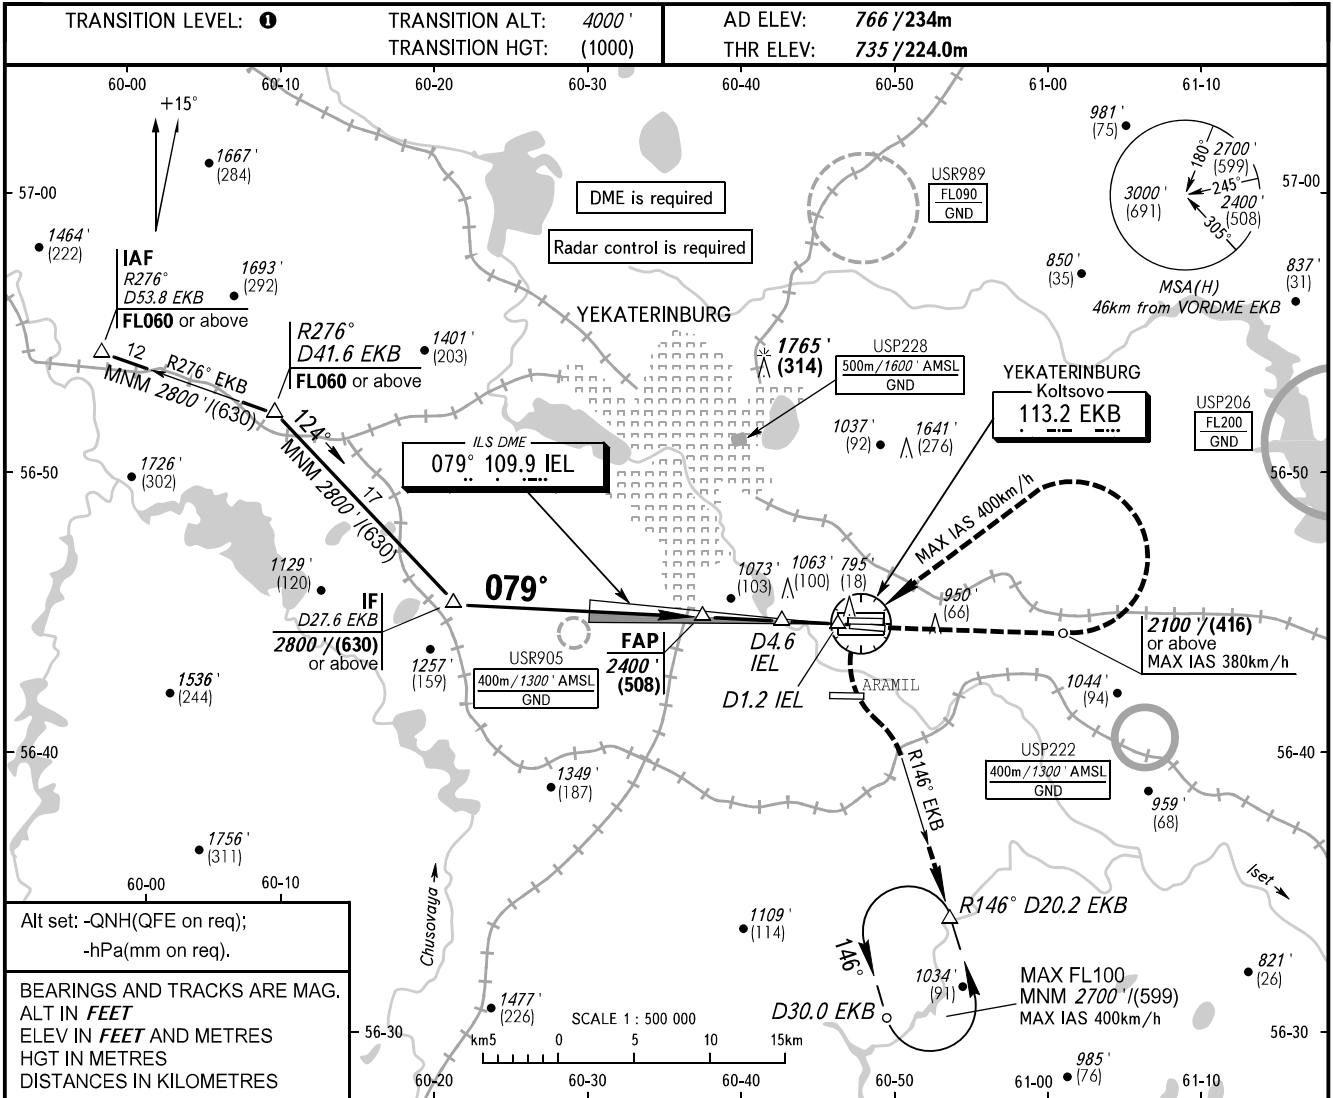 TRANSITION LEVEL: ❶
TRANSITION ALT: 4000'
TRANSITION HGT: (1000)
AD ELEV: 766'/234m
THR ELEV: 735'/224.0m
60-00 60-10 60-20 60-30 60-40 60-50 61-00 61-10
+15°
981'
(75)
1667'
(284)
180°
2700'
(599)
245°
2400'
(508)
305°
3000'
(691)
MSA(H)
46km from VORDME EKB
57-00
57-00
DME is required
USR989
FL090
GND
Radar control is required
1464'
(222)
IAF
R276°
D53.8 EKB
FL060 or above
1693'
(292)
850'
(35)
837'
(31)
YEKATERINBURG
R276°
D41.6 EKB
FL060 or above
1401'
(203)
1765'
(314)
USP228
500m/1600' AMSL
GND
YEKATERINBURG
Koltsovo
113.2 EKB
12
R276° EKB
MNM 2800'/(630)
USP206
FL200
GND
124°
MNM 2800'/(630)
17
ILS DME
079° 109.9 IEL
1037'
(92)
1641'
(276)
1726'
(302)
56-50
56-50
MAX IAS 400km/h
1129'
(120)
079°
1073'
(103)
1063'
(100)
795'
(18)
950'
(66)
IF
D27.6 EKB
2800'/(630)
or above
FAP
2400'
(508)
D4.6
IEL
D1.2 IEL
2100'/(416)
or above
MAX IAS 380km/h
1257'
(159)
USR905
400m/1300' AMSL
GND
ARAMIL
1536'
(244)
1044'
(94)
56-40
56-40
R146° EKB
USP222
400m/1300' AMSL
GND
1349'
(187)
959'
(68)
1756'
(311)
60-00 60-10
Iset
Chusovaya
R146° D20.2 EKB
1109'
(114)
146°
1034'
(91)
D30.0 EKB
MAX FL100
MNM 2700'/(599)
MAX IAS 400km/h
821'
(26)
Alt set: -QNH(QFE on req);
-hPa(mm on req).
BEARINGS AND TRACKS ARE MAG.
ALT IN FEET
ELEV IN FEET AND METRES
HGT IN METRES
DISTANCES IN KILOMETRES
1477'
(226)
56-30
56-30
SCALE 1 : 500 000
km5 0 5 10 15km
985'
(76)
60-20 60-30 60-40 60-50 61-00 61-10